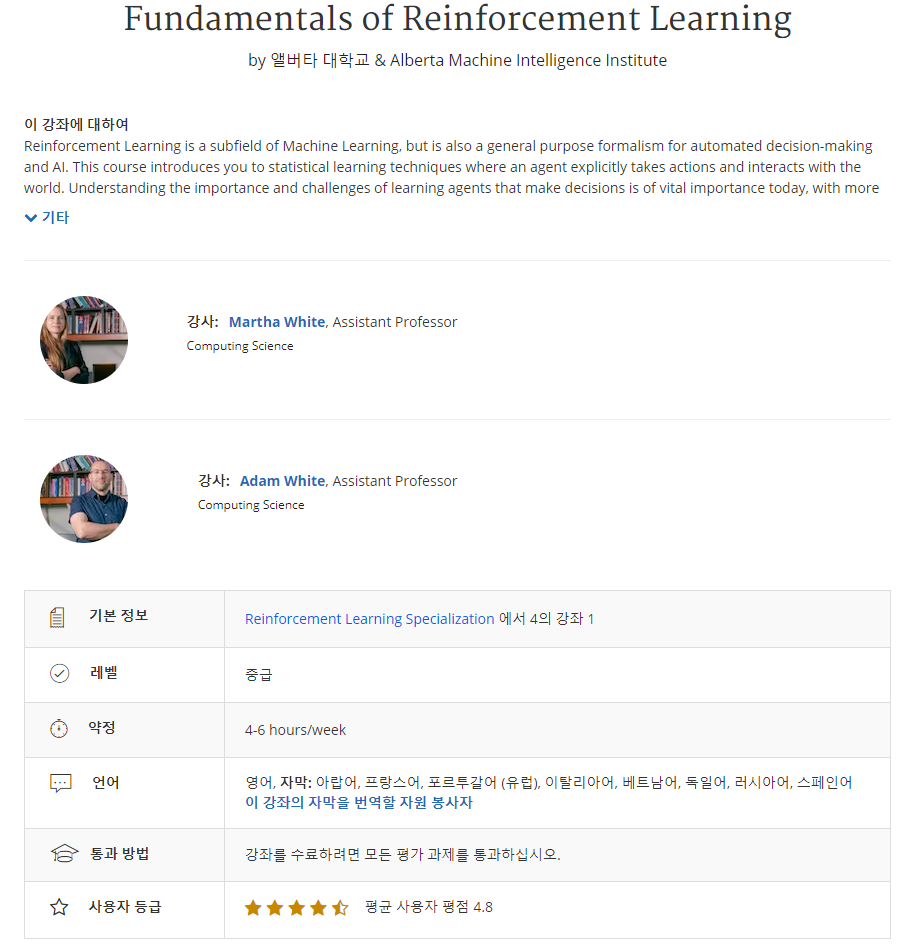 Fundamentals of Reinforcement Learning
by 앨버타 대학교 & Alberta Machine Intelligence Institute
이 강좌에 대하여
Reinforcement Learning is a subfield of Machine Learning, but is also a general purpose formalism for automated decision-making
and AI. This course introduces you to statistical learning techniques where an agent explicitly takes actions and interacts with the
world. Understanding the importance and challenges of learning agents that make decisions is of vital importance today, with more
기타
강사: Martha White, Assistant Professor
Computing Science
강사: Adam White, Assistant Professor
Computing Science
기본 정보
Reinforcement Learning Specialization 에서 4의 강좌 1
레벨
중급
약정
4-6 hours/week
언어
영어, 자막: 아랍어, 프랑스어, 포르투갈어 (유럽), 이탈리아어, 베트남어, 독일어, 러시아어, 스페인어
이 강좌의 자막을 번역할 자원 봉사자
통과 방법
강좌를 수료하려면 모든 평가 과제를 통과하십시오.
사용자 등급
평균 사용자 평점 4.8